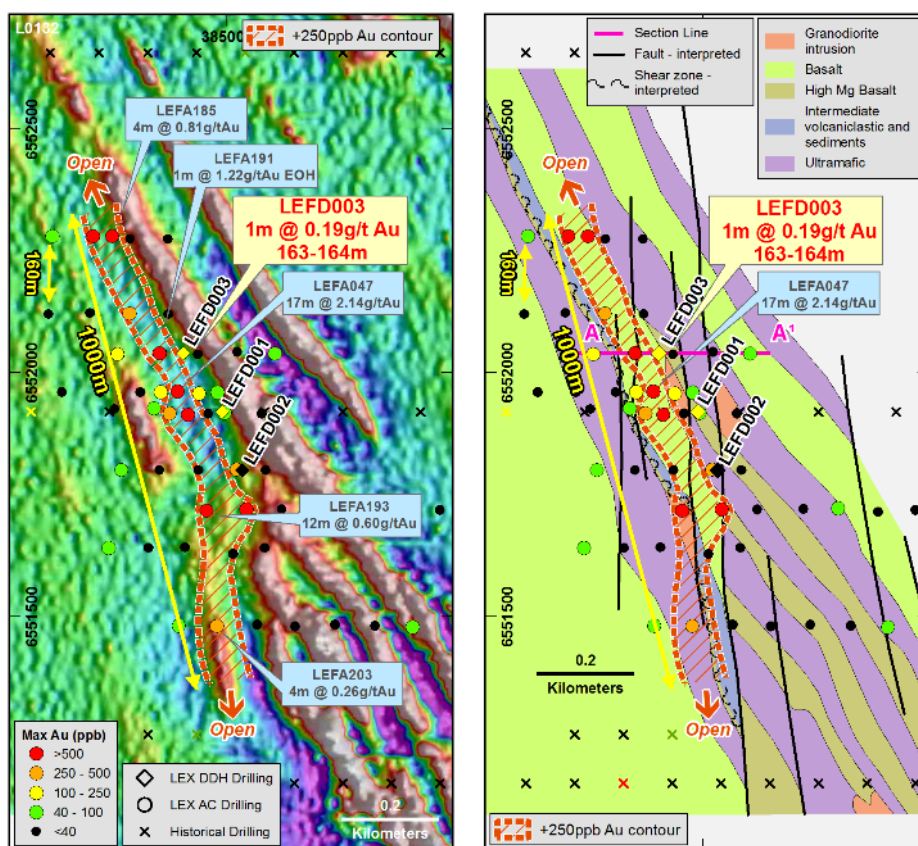 L0132
38500
+250ppb Au contour
LEFA185
4m @ 0.81g/tAu
6552500
Open
LEFA191
1m @ 1.22g/tAu EOH
LEFD003
1m @ 0.19g/t Au
163-164m
160m
LEFA047
17m @ 2.14g/tAu
LEFD003
1000m
6552000
LEFD001
LEFD002
LEFA193
12m @ 0.60g/tAu
6551500
LEFA203
4m @ 0.26g/tAu
Open
Max Au (ppb)
>500
250 - 500
100 - 250
40 - 100
<40
LEX DDH Drilling
LEX AC Drilling
Historical Drilling
0.2
Kilometers
Section Line
Fault - interpreted
Shear zone -
interpreted
Granodiorite
intrusion
Basalt
High Mg Basalt
Intermediate
volcaniclastic and
sediments
Ultramafic
6552500
Open
LEFD003
1m @ 0.19g/t Au
163-164m
160m
LEFA047
17m @ 2.14g/tAu
LEFD003
A
A¹
1000m
6552000
LEFD001
LEFD002
6551500
0.2
Kilometers
Open
+250ppb Au contour